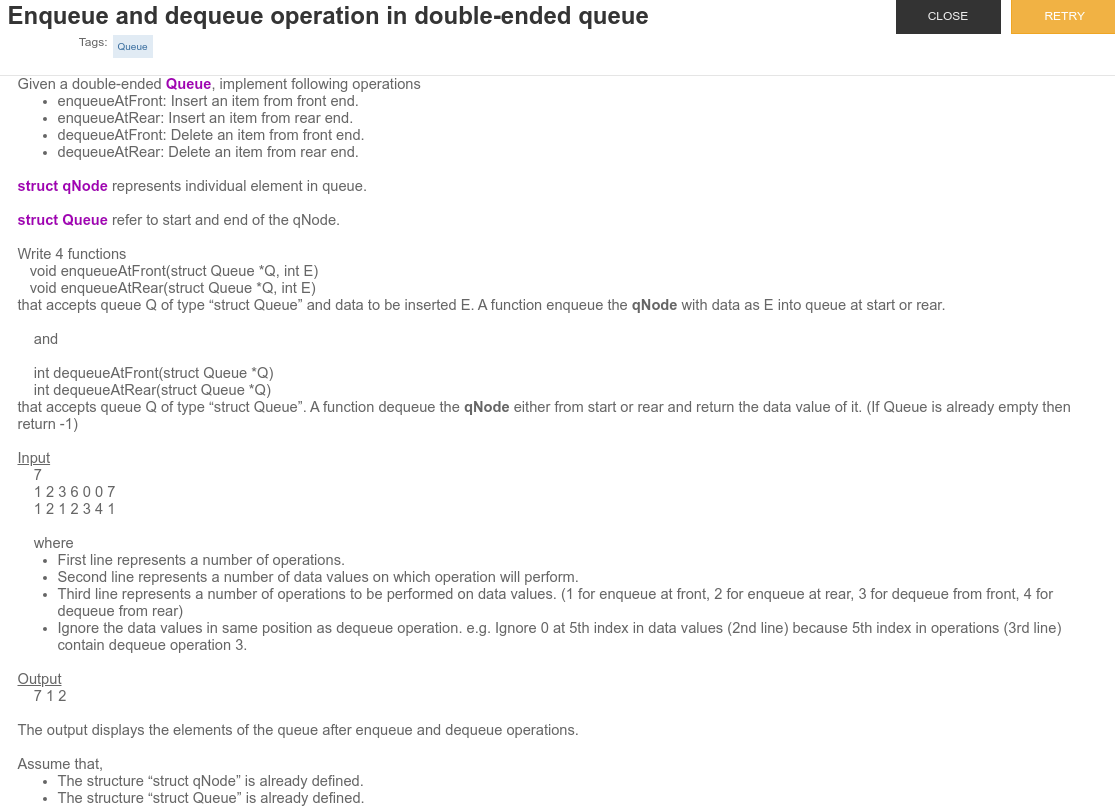 Enqueue and dequeue operation in double-ended queue
CLOSE
RETRY
Tags: Queue
Given a double-ended Queue, implement following operations
• enqueueAtFront: Insert an item from front end.
• enqueueAtRear: Insert an item from rear end.
• dequeueAtFront: Delete an item from front end.
• dequeueAtRear: Delete an item from rear end.
struct qNode represents individual element in queue.
struct Queue refer to start and end of the qNode.
Write 4 functions
void enqueueAtFront(struct Queue *Q, int E)
void enqueueAtRear(struct Queue *Q, int E)
that accepts queue Q of type “struct Queue” and data to be inserted E. A function enqueue the qNode with data as E into queue at start or rear.
and
int dequeueAtFront(struct Queue *Q)
int dequeueAtRear(struct Queue *Q)
that accepts queue Q of type “struct Queue”. A function dequeue the qNode either from start or rear and return the data value of it. (If Queue is already empty then
return -1)
Input
7
1 2 3 6 0 0 7
1 2 1 2 3 4 1
where
• First line represents a number of operations.
• Second line represents a number of data values on which operation will perform.
• Third line represents a number of operations to be performed on data values. (1 for enqueue at front, 2 for enqueue at rear, 3 for dequeue from front, 4 for
dequeue from rear)
• Ignore the data values in same position as dequeue operation. e.g. Ignore 0 at 5th index in data values (2nd line) because 5th index in operations (3rd line)
contain dequeue operation 3.
Output
7 1 2
The output displays the elements of the queue after enqueue and dequeue operations.
Assume that,
• The structure “struct qNode” is already defined.
• The structure “struct Queue” is already defined.